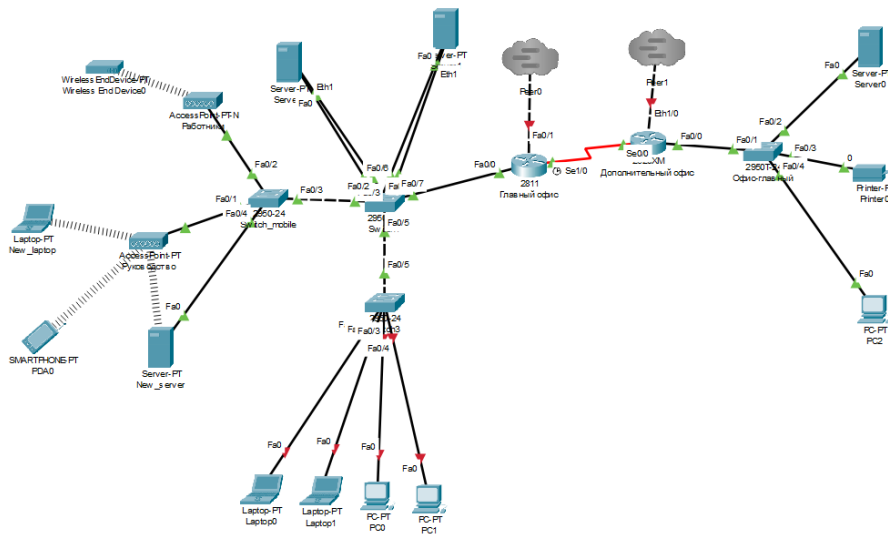 Fa0
Server-PT
Eth1
Fa0
Fa0
Eth1
Peer0
Peer1
Wireless EndDevice-PT
Wireless End Device0
AccessPoint-PT-N
Работники
Fa0/2
Fa0/1
Fa0/4
Fa0/3
2950-24
Switch_mobile
Fa0/6
Fa0/2
Fa0/7
Fa0/5
Fa0/5
Fa0/0
Fa0/1
2811
Главный офис
Se1/0
Eth1/0
Se0/0
Fa0/0
Дополнительный офис
Fa0/1
Fa0/2
Fa0/3
Fa0/4
Офис-главный
Fa0
Server-PT
Server0
0
Printer0
Fa0
PC-PT
PC2
Laptop-PT
New_laptop
AccessPoint-PT
Руководство
SMARTPHONE-PT
PDA0
Fa0
Server-PT
New_server
Fa0/3
Fa0/4
Fa0
Fa0
Fa0
Fa0
Laptop-PT
Laptop0
Laptop-PT
Laptop1
PC-PT
PC0
PC-PT
PC1